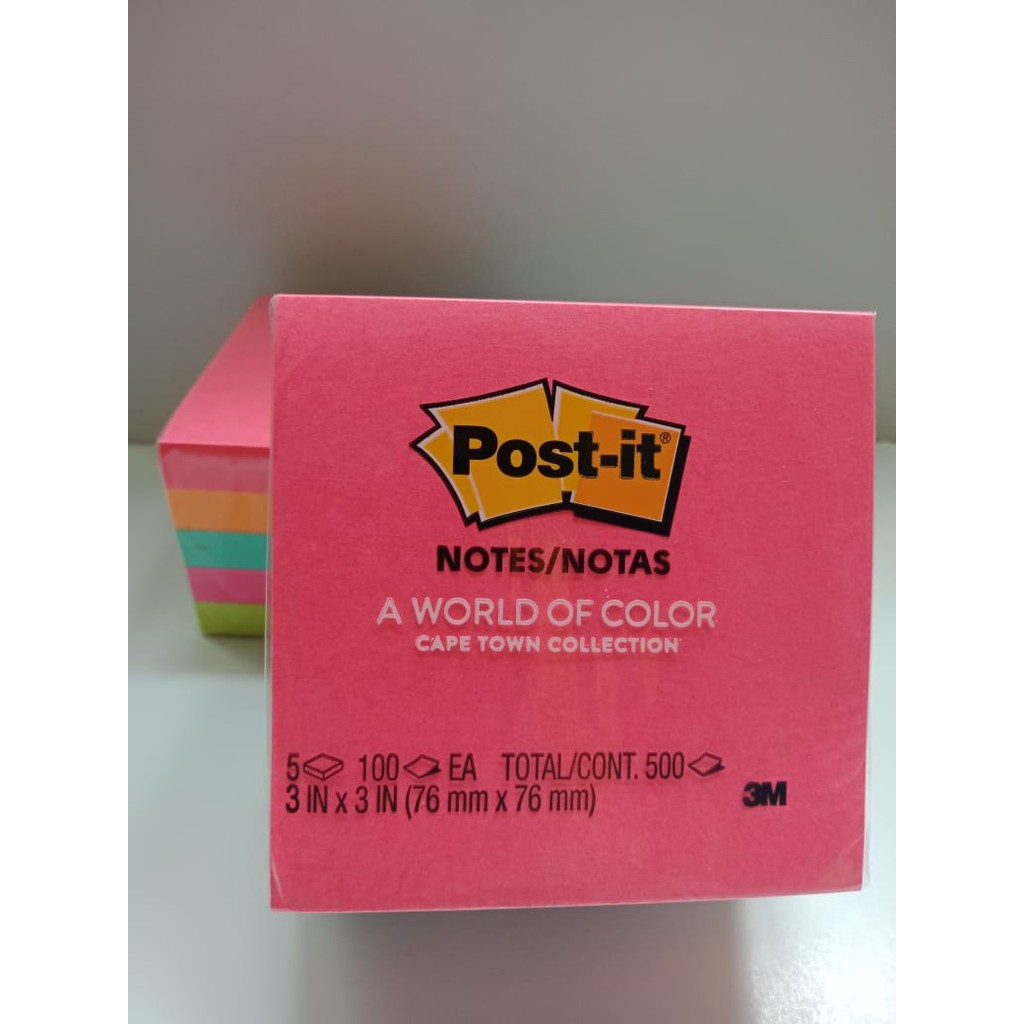 Post-it®
NOTES/NOTAS
A WORLD OF COLOR
CAPE TOWN COLLECTION
5 100 EA TOTAL/CONT. 500
3 IN x 3 IN (76 mm x 76 mm)
3M